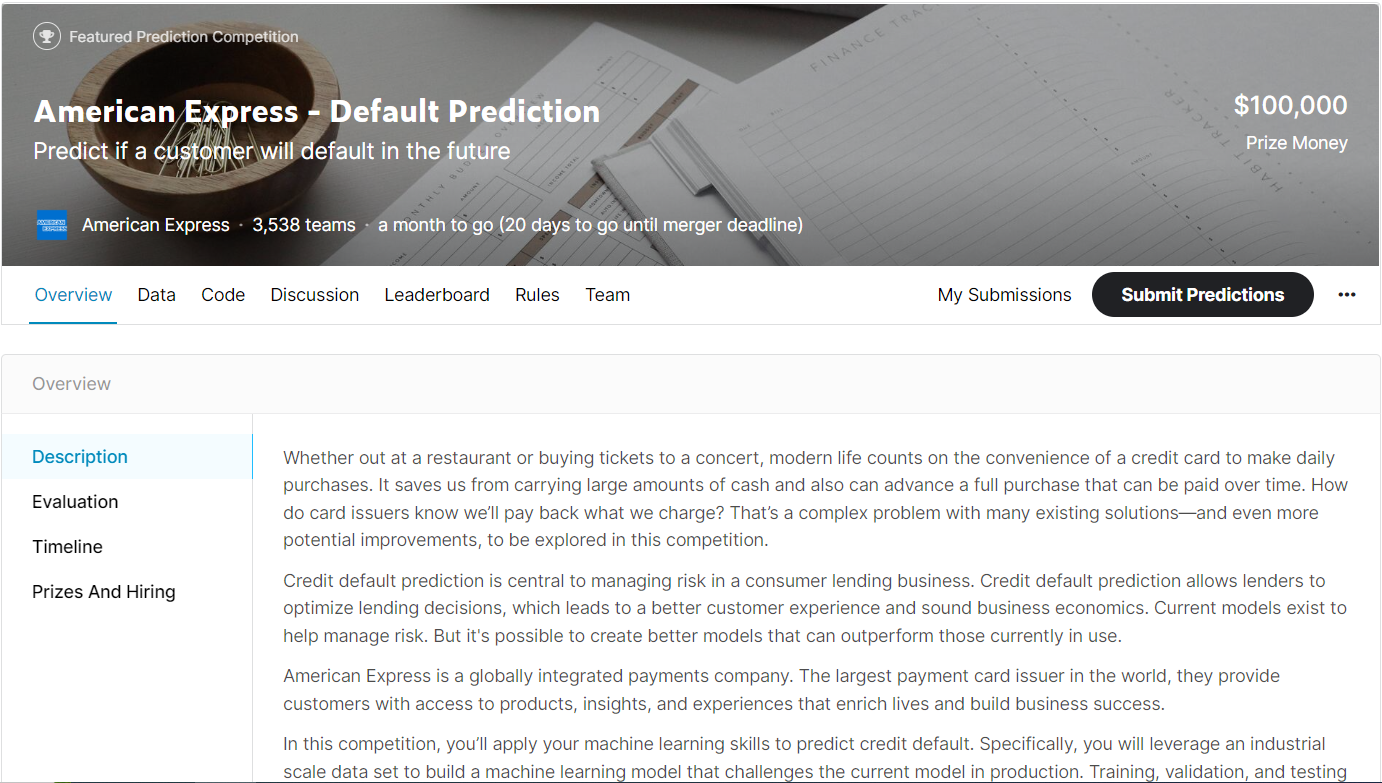 Featured Prediction Competition
American Express - Default Prediction
Predict if a customer will default in the future
$100,000
Prize Money
AMERICAN
EXPRESS
American Express · 3,538 teams · a month to go (20 days to go until merger deadline)
FINANCE TRAC
HABIT TRACKER
MONTHLY BUDG
AMOUNT
Overview Data Code Discussion Leaderboard Rules Team My Submissions Submit Predictions ···
Overview
Description
Evaluation
Timeline
Prizes And Hiring
Whether out at a restaurant or buying tickets to a concert, modern life counts on the convenience of a credit card to make daily
purchases. It saves us from carrying large amounts of cash and also can advance a full purchase that can be paid over time. How
do card issuers know we’ll pay back what we charge? That’s a complex problem with many existing solutions—and even more
potential improvements, to be explored in this competition.
Credit default prediction is central to managing risk in a consumer lending business. Credit default prediction allows lenders to
optimize lending decisions, which leads to a better customer experience and sound business economics. Current models exist to
help manage risk. But it's possible to create better models that can outperform those currently in use.
American Express is a globally integrated payments company. The largest payment card issuer in the world, they provide
customers with access to products, insights, and experiences that enrich lives and build business success.
In this competition, you’ll apply your machine learning skills to predict credit default. Specifically, you will leverage an industrial
scale data set to build a machine learning model that challenges the current model in production. Training, validation, and testing